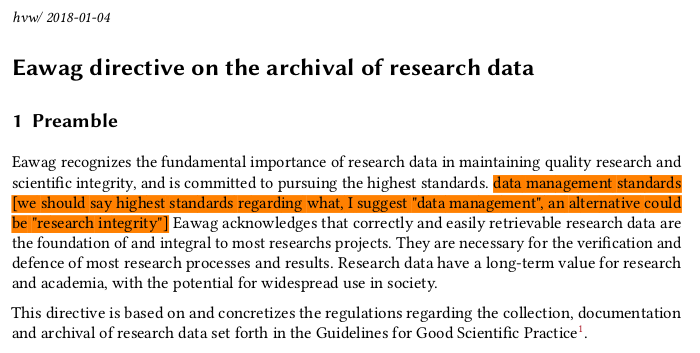 hvw/ 2018-01-04
Eawag directive on the archival of research data
1 Preamble
Eawag recognizes the fundamental importance of research data in maintaining quality research and
scientific integrity, and is committed to pursuing the highest standards. data management standards
[we should say highest standards regarding what, I suggest "data management", an alternative could
be "research integrity"] Eawag acknowledges that correctly and easily retrievable research data are
the foundation of and integral to most researchs projects. They are necessary for the verification and
defence of most research processes and results. Research data have a long-term value for research
and academia, with the potential for widespread use in society.
This directive is based on and concretizes the regulations regarding the collection, documentation
and archival of research data set forth in the Guidelines for Good Scientific Practice¹.